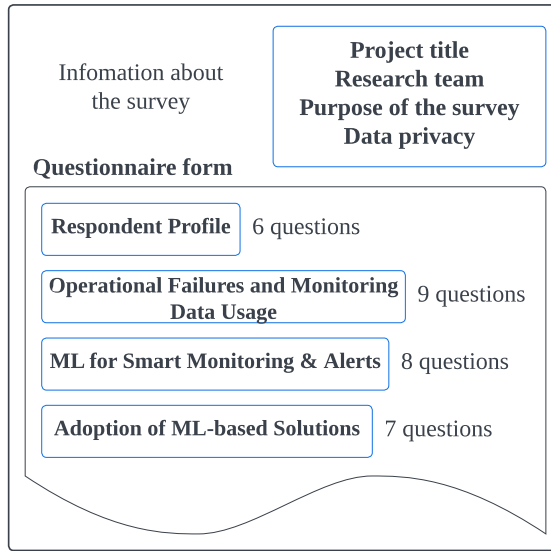 Infomation about
the survey
Project title
Research team
Purpose of the survey
Data privacy
Questionnaire form
Respondent Profile
6 questions
Operational Failures and Monitoring
Data Usage
9 questions
ML for Smart Monitoring & Alerts
8 questions
Adoption of ML-based Solutions
7 questions